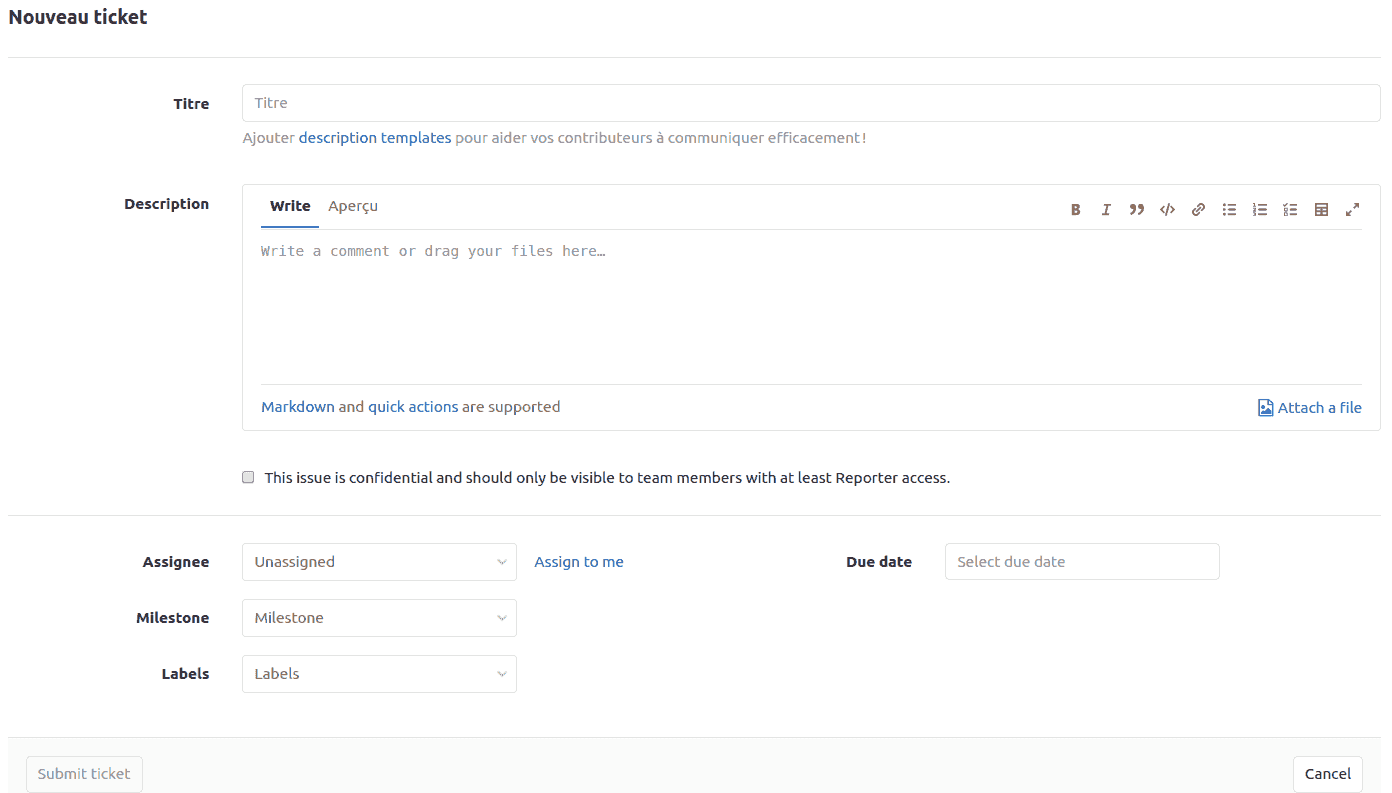 Nouveau ticket
Titre
Titre
Ajouter description templates pour aider vos contributeurs à communiquer efficacement !
Description
Write Aperçu
Write a comment or drag your files here…
Markdown and quick actions are supported
Attach a file
This issue is confidential and should only be visible to team members with at least Reporter access.
Assignee Unassigned Assign to me Due date Select due date
Milestone Milestone
Labels Labels
Submit ticket Cancel